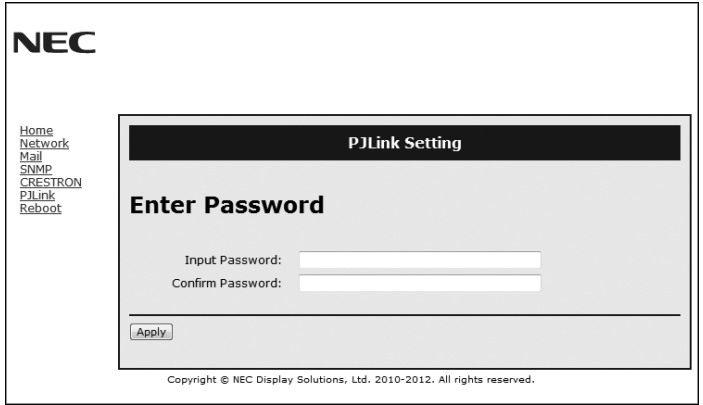 NEC
Home
Network
Mail
SNMP
CRESTRON
PJLink
Reboot
PJLink Setting
Enter Password
Input Password:
Confirm Password:
Apply
Copyright © NEC Display Solutions, Ltd. 2010-2012. All rights reserved.